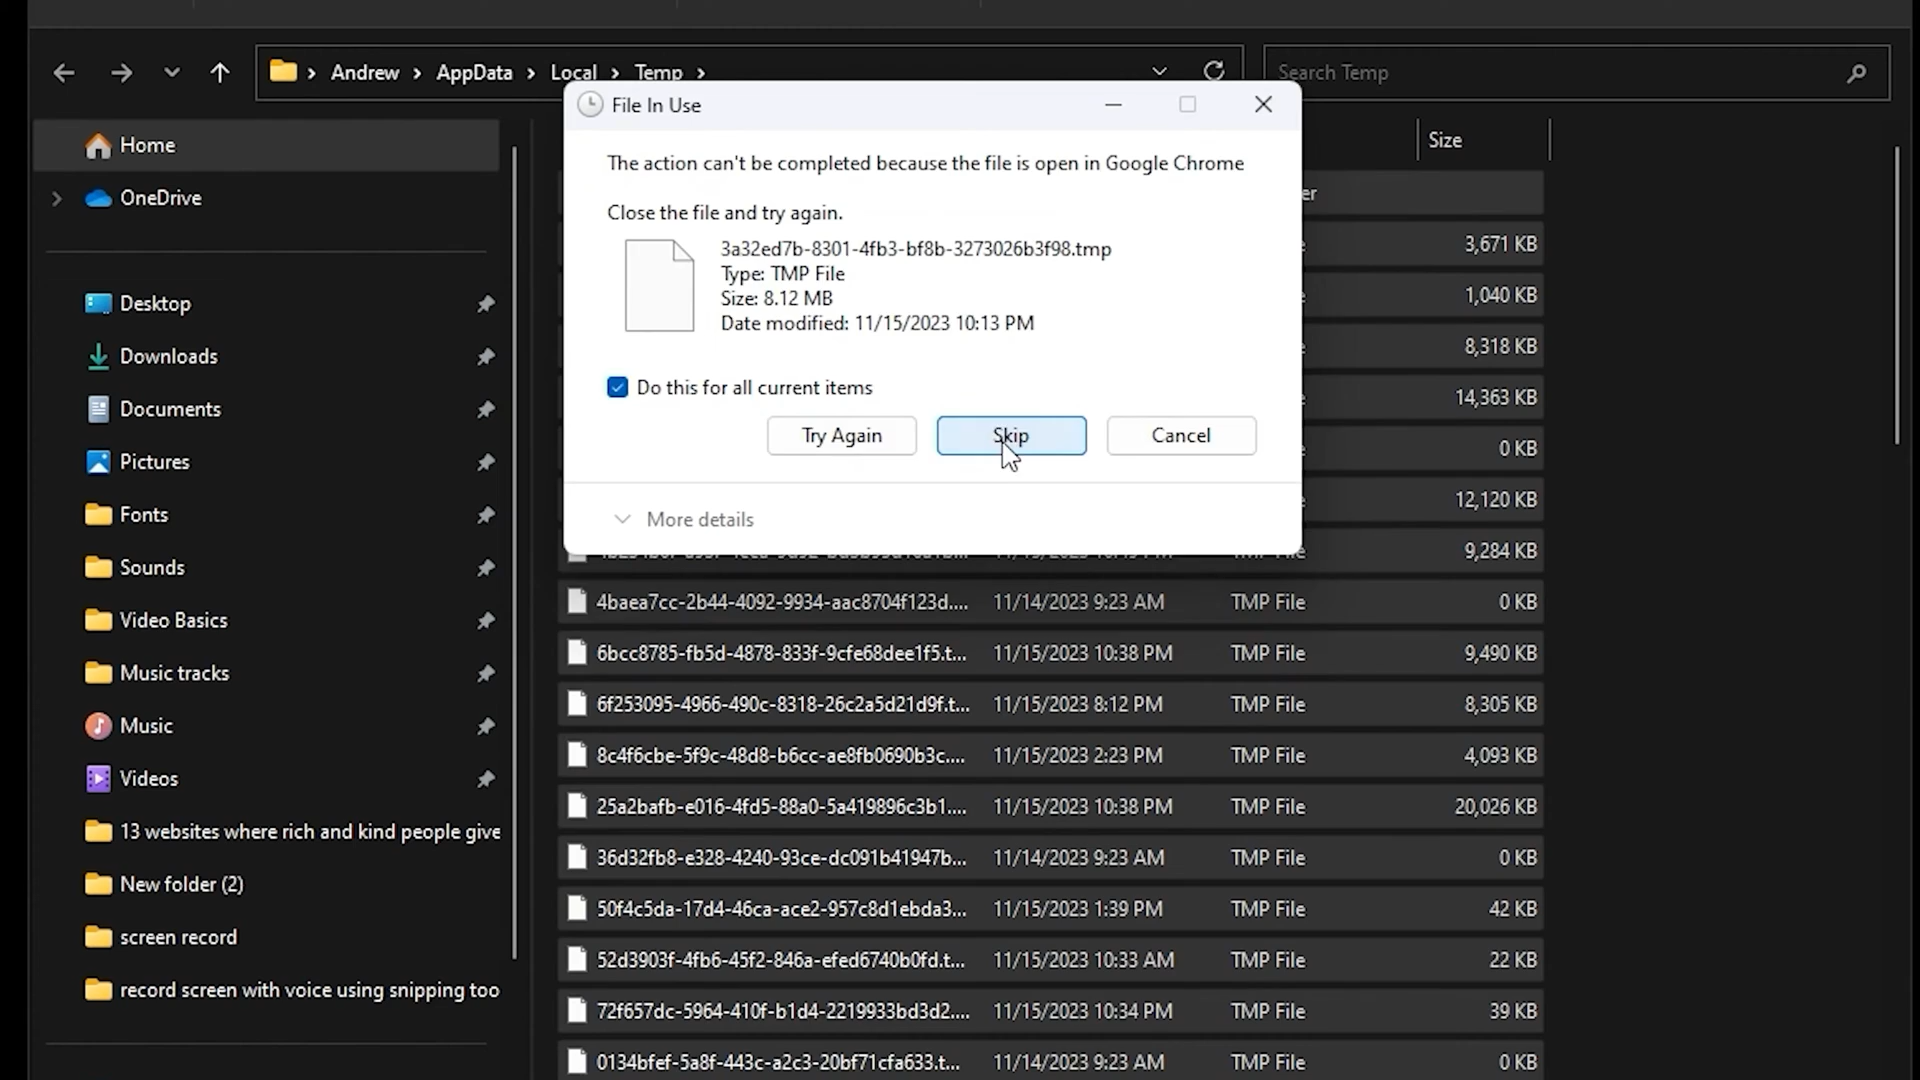 Andrew > AppData > Local > Temp >
Search Temp
File In Use
The action can't be completed because the file is open in Google Chrome
Close the file and try again.
3a32ed7b-8301-4fb3-bf8b-3273026b3f98.tmp
Type: TMP File
Size: 8.12 MB
Date modified: 11/15/2023 10:13 PM
Do this for all current items
Try Again
Skip
Cancel
More details
Home
OneDrive
Desktop
Downloads
Documents
Pictures
Fonts
Sounds
Video Basics
Music tracks
Music
Videos
13 websites where rich and kind people give
New folder (2)
screen record
record screen with voice using snipping too
Size
er
3,671 KB
1,040 KB
8,318 KB
14,363 KB
0 KB
12,120 KB
9,284 KB
4baea7cc-2b44-4092-9934-aac8704f123d.... 11/14/2023 9:23 AM TMP File 0 KB
6bcc8785-fb5d-4878-833f-9cfe68dee1f5.t... 11/15/2023 10:38 PM TMP File 9,490 KB
6f253095-4966-490c-8318-26c2a5d21d9f.t... 11/15/2023 8:12 PM TMP File 8,305 KB
8c4f6cbe-5f9c-48d8-b6cc-ae8fb0690b3c.... 11/15/2023 2:23 PM TMP File 4,093 KB
25a2bafb-e016-4fd5-88a0-5a419896c3b1.... 11/15/2023 10:38 PM TMP File 20,026 KB
36d32fb8-e328-4240-93ce-dc091b41947b... 11/14/2023 9:23 AM TMP File 0 KB
50f4c5da-17d4-46ca-ace2-957c8d1ebda3... 11/15/2023 1:39 PM TMP File 42 KB
52d3903f-4fb6-45f2-846a-efed6740b0fd.t... 11/15/2023 10:33 AM TMP File 22 KB
72f657dc-5964-410f-b1d4-2219933bd3d2.... 11/15/2023 10:34 PM TMP File 39 KB
0134bfef-5a8f-443c-a2c3-20bf71cfa633.t... 11/14/2023 9:23 AM TMP File 0 KB